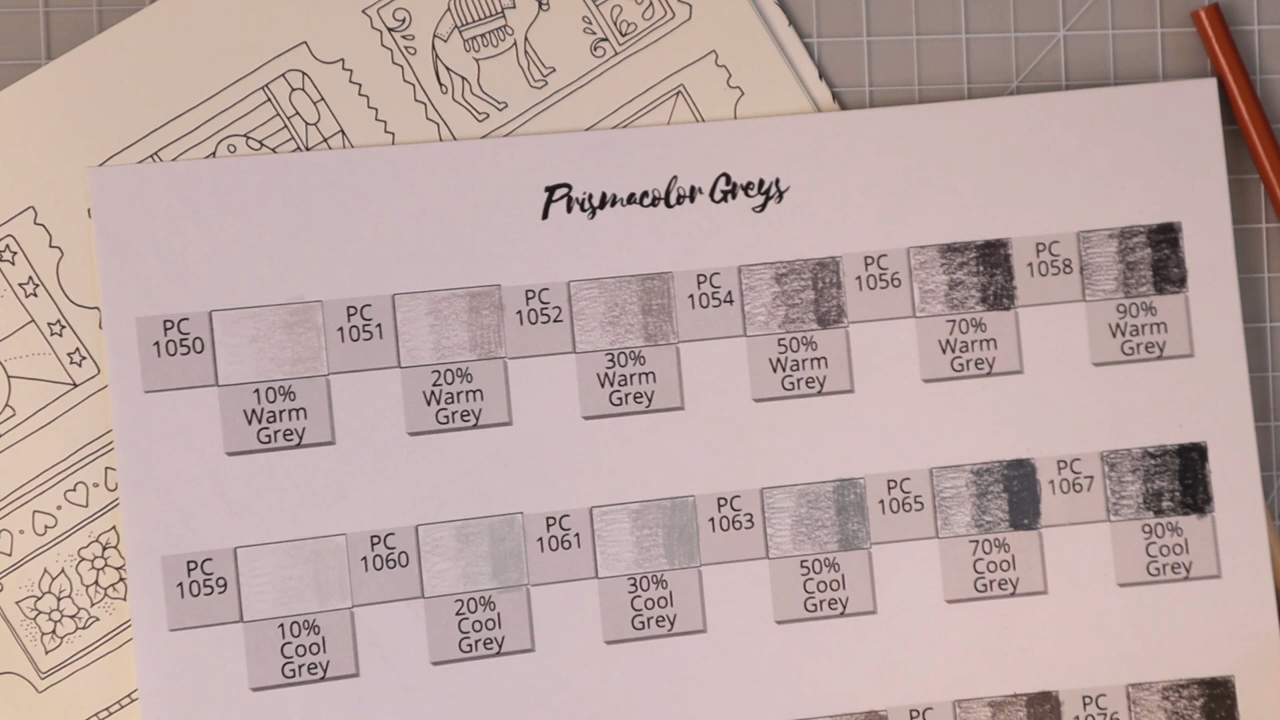 Prismacolor Greys
PC
1050
PC
1051
PC
1052
PC
1054
PC
1056
PC
1058
10%
Warm
Grey
20%
Warm
Grey
30%
Warm
Grey
50%
Warm
Grey
70%
Warm
Grey
90%
Warm
Grey
PC
1059
PC
1060
PC
1061
PC
1063
PC
1065
PC
1067
10%
Cool
Grey
20%
Cool
Grey
30%
Cool
Grey
50%
Cool
Grey
70%
Cool
Grey
90%
Cool
Grey
PC
PC